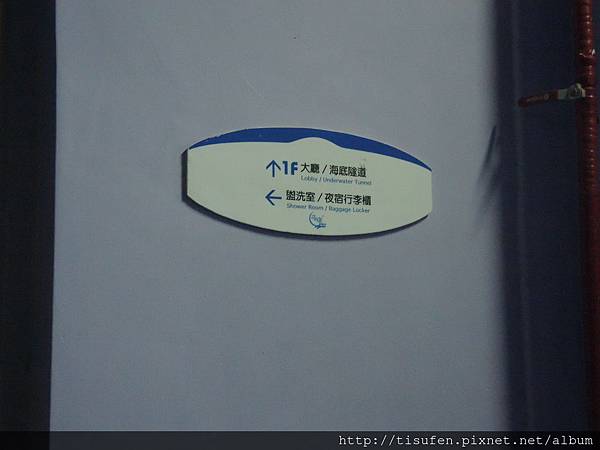 ↑1F 大廳 / 海底隧道
Lobby / Underwater Tunnel
← 盥洗室 / 夜宿行李櫃
Shower Room / Baggage Locker
http://tisufen.pixnet.net/album